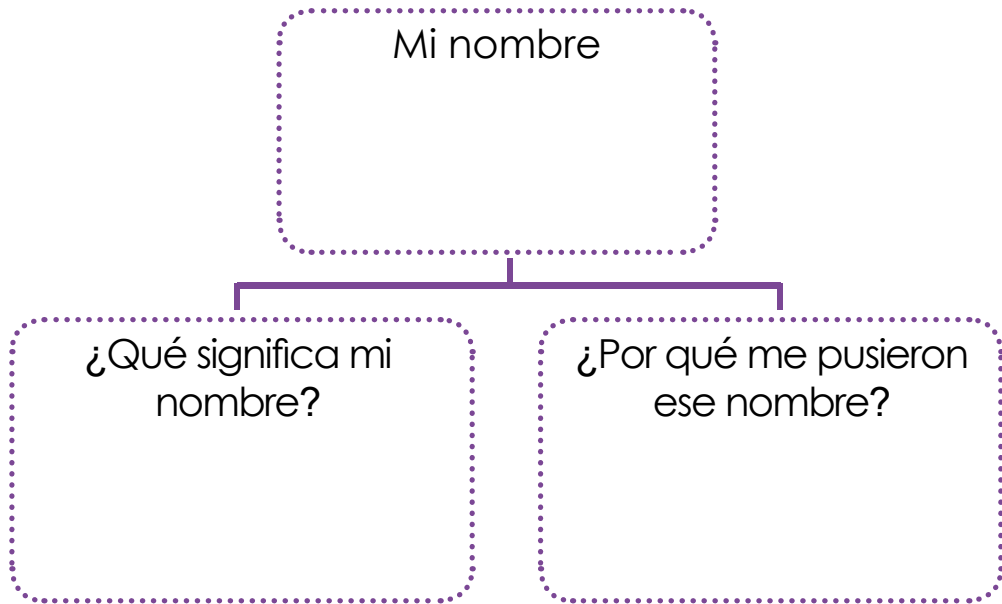 Mi nombre
¿Qué significa mi
nombre?
¿Por qué me pusieron
ese nombre?